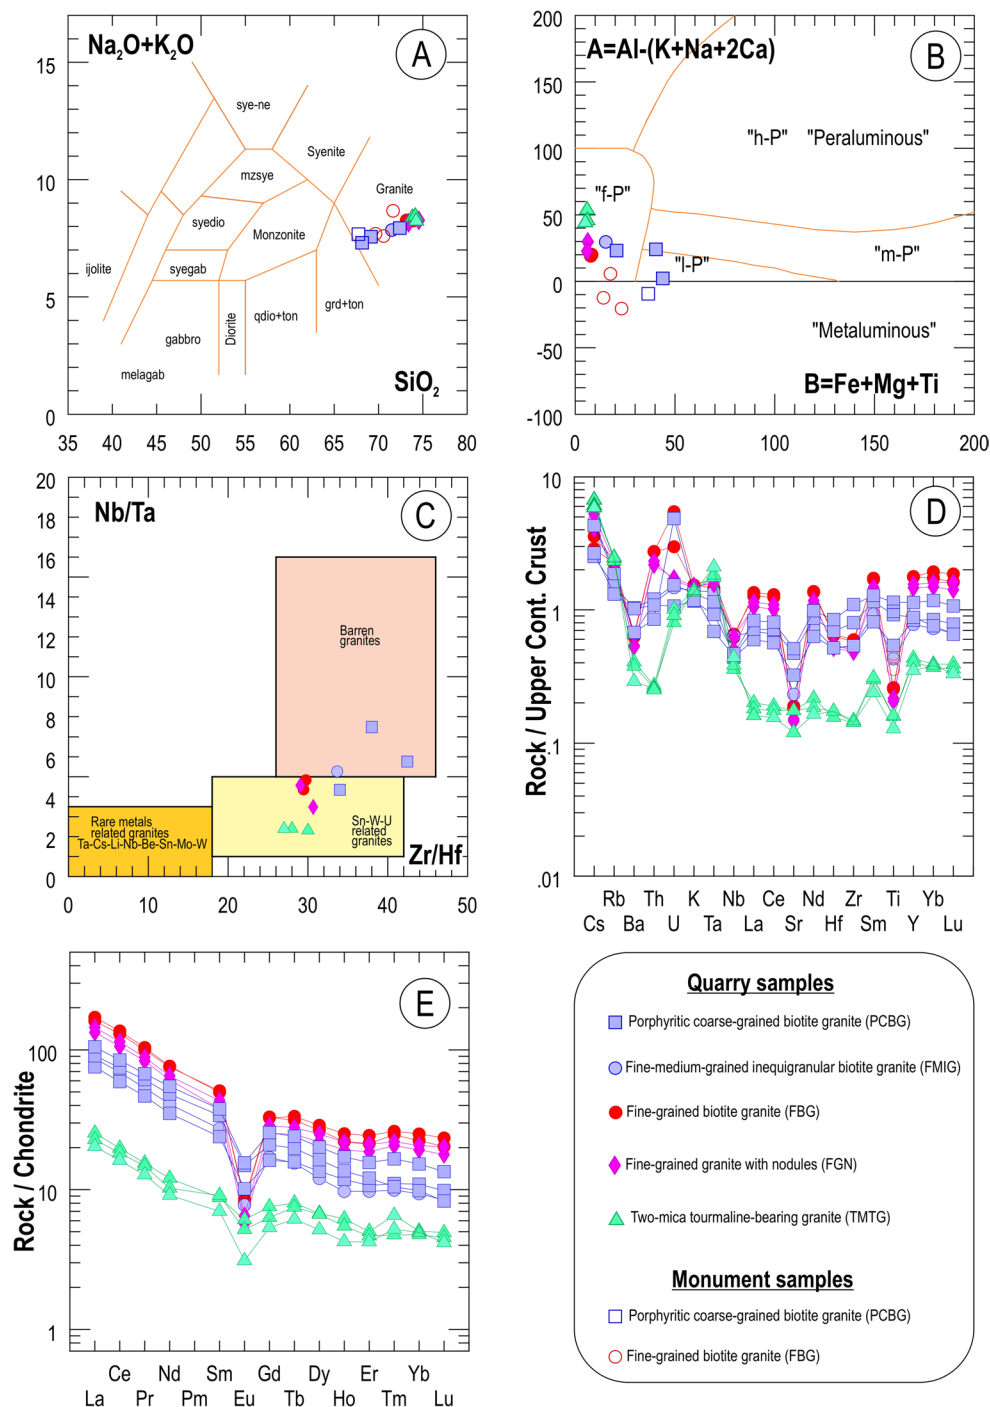 Na₂O+K₂O
A
15
10
5
0
sye-ne
Syenite
mzsye
Granite
syedio
Monzonite
ijolite
syegab
gabbro
Diorite
qdio+ton
grd+ton
melagab
SiO₂
35 40 45 50 55 60 65 70 75 80
A=Al-(K+Na+2Ca)
B
200
150
100
50
0
-50
-100
"h-P" "Peraluminous"
"f-P"
"l-P"
"m-P"
"Metaluminous"
B=Fe+Mg+Ti
0 50 100 150 200
Nb/Ta
C
20
18
16
14
12
10
8
6
4
2
0
Barren
granites
Rare metals
related granites
Ta-Cs-Li-Nb-Be-Sn-Mo-W
Sn-W-U
related
granites
Zr/Hf
0 10 20 30 40 50
D
Rock / Upper Cont. Crust
10
1
.1
.01
Rb Th K Nb Ce Nd Zr Ti Yb
Cs Ba U Ta La Sr Hf Sm Y Lu
E
Rock / Chondrite
100
10
1
Ce Nd Sm Gd Dy Er Yb
La Pr Pm Eu Tb Ho Tm Lu
Quarry samples
Porphyritic coarse-grained biotite granite (PCBG)
Fine-medium-grained inequigranular biotite granite (FMIG)
Fine-grained biotite granite (FBG)
Fine-grained granite with nodules (FGN)
Two-mica tourmaline-bearing granite (TMTG)
Monument samples
Porphyritic coarse-grained biotite granite (PCBG)
Fine-grained biotite granite (FBG)